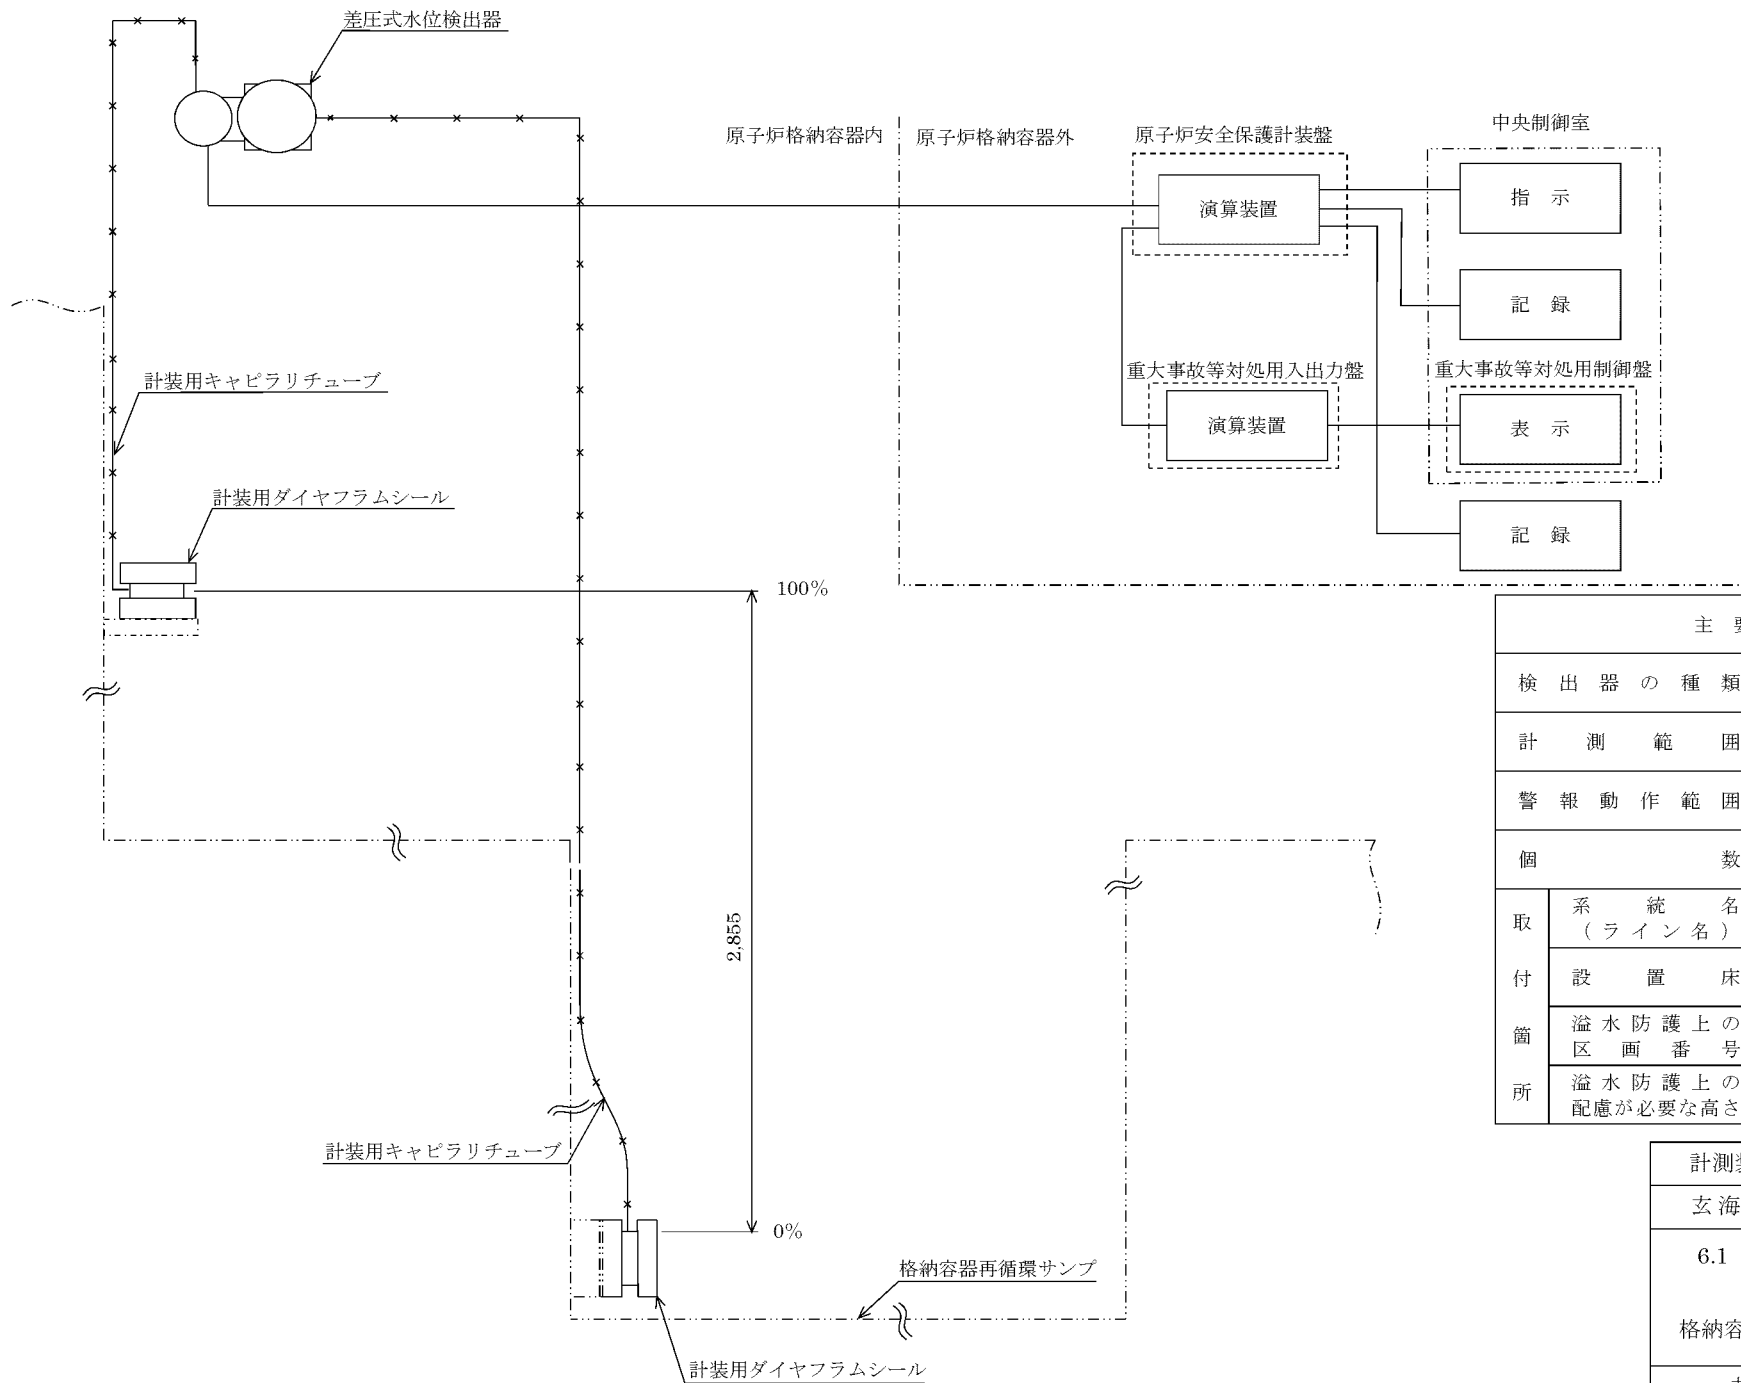 差圧式水位検出器
原子炉格納容器内
原子炉格納容器外
原子炉安全保護計装盤
中央制御室
演算装置
指 示
記 録
重大事故等対処用入出力盤
重大事故等対処用制御盤
演算装置
表 示
記 録
計装用キャピラリチューブ
計装用ダイヤフラムシール
100%
2,855
計装用キャピラリチューブ
0%
格納容器再循環サンプ
計装用ダイヤフラムシール
主 要
検 出 器 の 種 類
計 測 範 囲
警 報 動 作 範 囲
個 数
取 付 箇 所
系 統 名
（ ラ イ ン 名 ）
設 置 床
溢 水 防 護 上 の
区 画 番 号
溢 水 防 護 上 の
配慮が必要な高さ
計測
玄 海
6.1
格納容